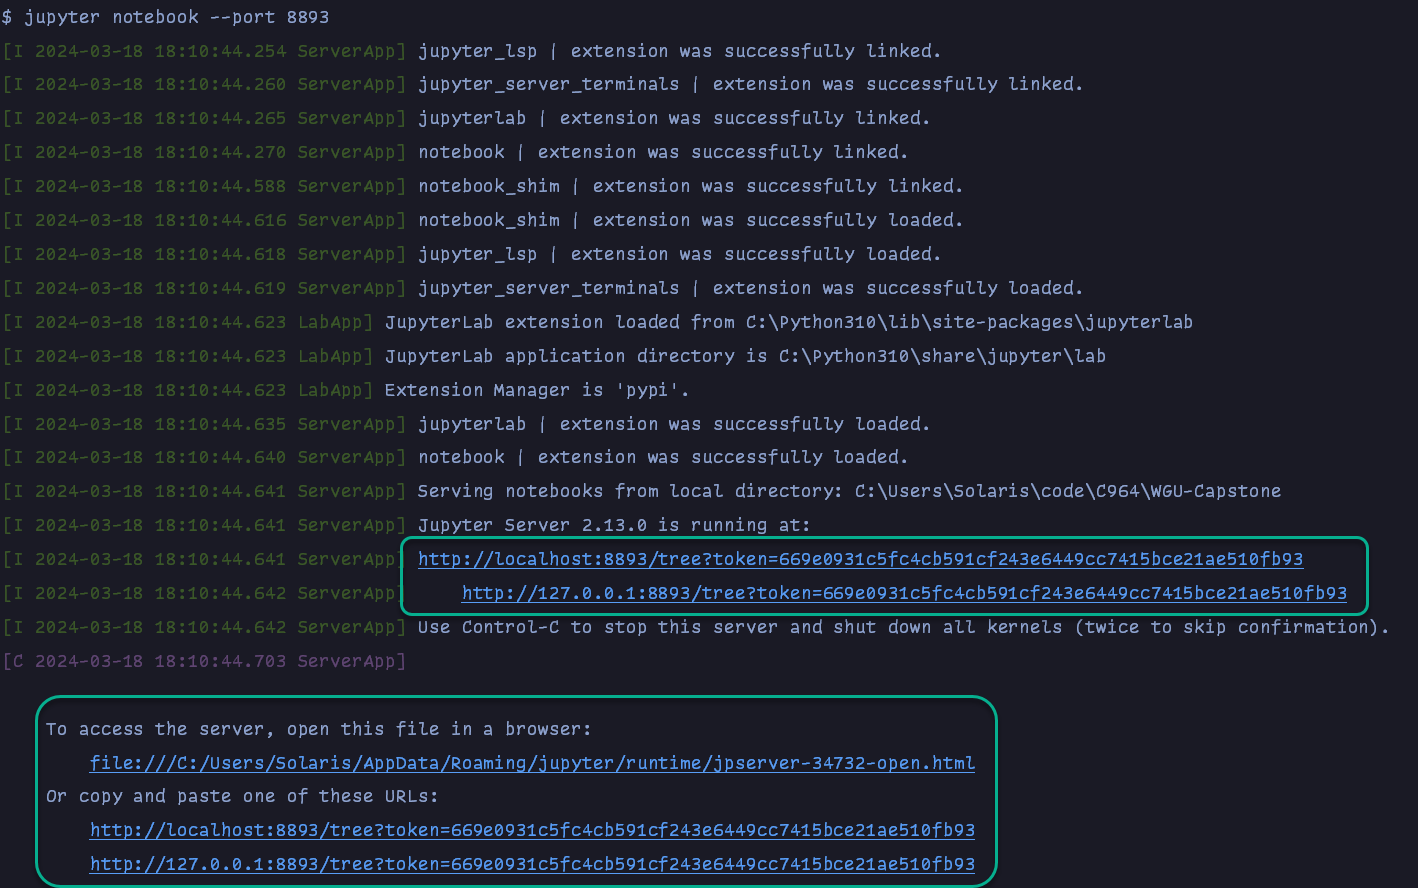 $ jupyter notebook --port 8893
[I 2024-03-18 18:10:44.254 ServerApp] jupyter_lsp | extension was successfully linked.
[I 2024-03-18 18:10:44.260 ServerApp] jupyter_server_terminals | extension was successfully linked.
[I 2024-03-18 18:10:44.265 ServerApp] jupyterlab | extension was successfully linked.
[I 2024-03-18 18:10:44.270 ServerApp] notebook | extension was successfully linked.
[I 2024-03-18 18:10:44.588 ServerApp] notebook_shim | extension was successfully linked.
[I 2024-03-18 18:10:44.616 ServerApp] notebook_shim | extension was successfully loaded.
[I 2024-03-18 18:10:44.618 ServerApp] jupyter_lsp | extension was successfully loaded.
[I 2024-03-18 18:10:44.619 ServerApp] jupyter_server_terminals | extension was successfully loaded.
[I 2024-03-18 18:10:44.623 LabApp] JupyterLab extension loaded from C:\Python310\lib\site-packages\jupyterlab
[I 2024-03-18 18:10:44.623 LabApp] JupyterLab application directory is C:\Python310\share\jupyter\lab
[I 2024-03-18 18:10:44.623 LabApp] Extension Manager is 'pypi'.
[I 2024-03-18 18:10:44.635 ServerApp] jupyterlab | extension was successfully loaded.
[I 2024-03-18 18:10:44.640 ServerApp] notebook | extension was successfully loaded.
[I 2024-03-18 18:10:44.641 ServerApp] Serving notebooks from local directory: C:\Users\Solaris\code\C964\WGU-Capstone
[I 2024-03-18 18:10:44.641 ServerApp] Jupyter Server 2.13.0 is running at:
[I 2024-03-18 18:10:44.641 ServerApp] http://localhost:8893/tree?token=669e0931c5fc4cb591cf243e6449cc7415bce21ae510fb93
[I 2024-03-18 18:10:44.642 ServerApp]     http://127.0.0.1:8893/tree?token=669e0931c5fc4cb591cf243e6449cc7415bce21ae510fb93
[I 2024-03-18 18:10:44.642 ServerApp] Use Control-C to stop this server and shut down all kernels (twice to skip confirmation).
[C 2024-03-18 18:10:44.703 ServerApp]
To access the server, open this file in a browser:
file:///C:/Users/Solaris/AppData/Roaming/jupyter/runtime/jpserver-34732-open.html
Or copy and paste one of these URLs:
http://localhost:8893/tree?token=669e0931c5fc4cb591cf243e6449cc7415bce21ae510fb93
http://127.0.0.1:8893/tree?token=669e0931c5fc4cb591cf243e6449cc7415bce21ae510fb93